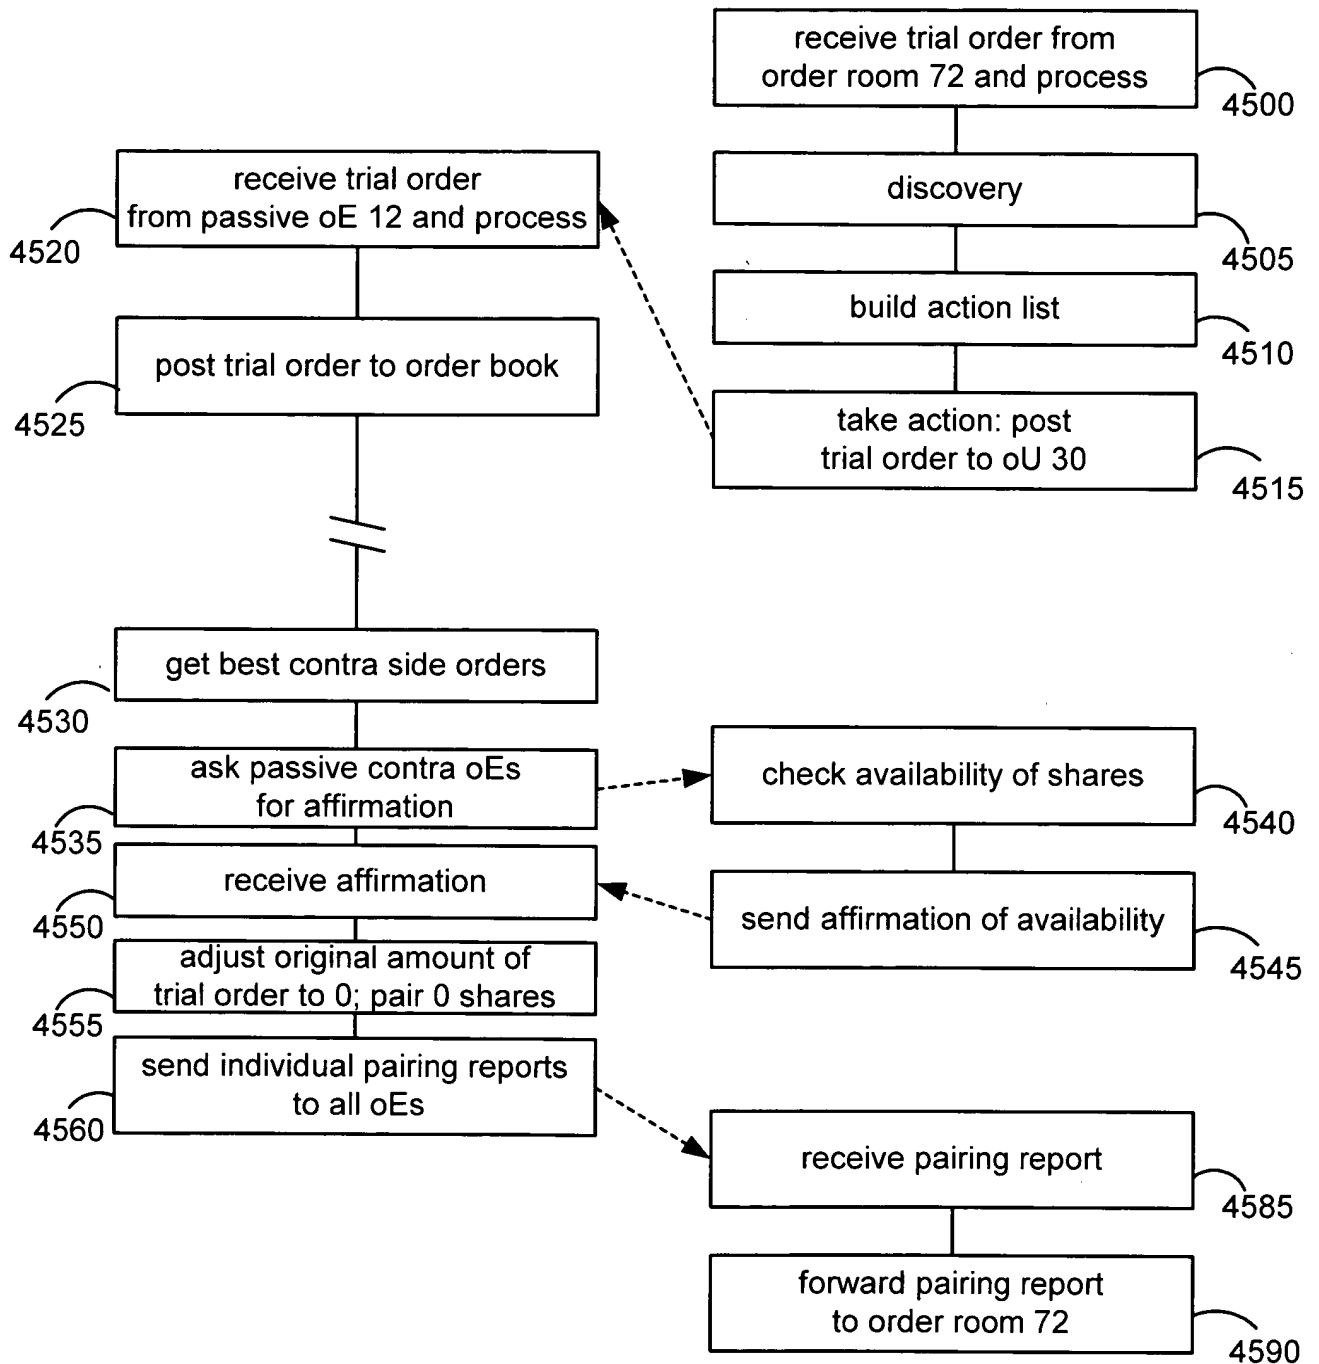 receive trial order from
order room 72 and process
4500
discovery
4505
build action list
4510
take action: post
trial order to oU 30
4515
receive trial order
from passive oE 12 and process
4520
post trial order to order book
4525
get best contra side orders
4530
ask passive contra oEs
for affirmation
4535
check availability of shares
4540
send affirmation of availability
4545
receive affirmation
4550
adjust original amount of
trial order to 0; pair 0 shares
4555
send individual pairing reports
to all oEs
4560
receive pairing report
4585
forward pairing report
to order room 72
4590